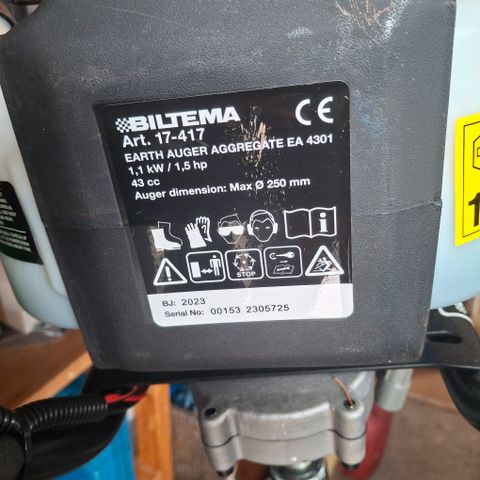 BILTEMA
CE
Art. 17-417
EARTH AUGER AGGREGATE EA 4301
1,1 kW / 1,5 hp
43 cc
Auger dimension: Max Ø 250 mm
STOP
BJ: 2023
Serial No: 00153 2305725